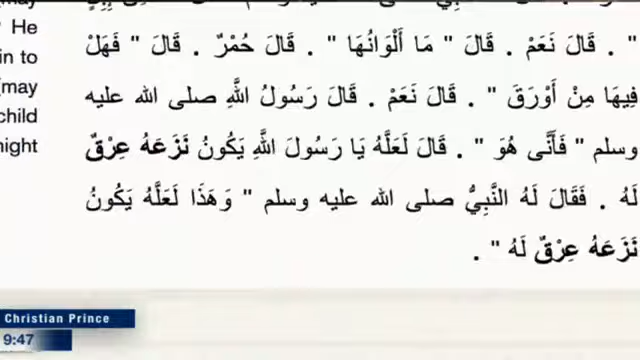 " He
in to
may
child
night
" . قَالَ نَعَمْ . قَالَ " مَا أَلْوَانُهَا " . قَالَ حُمْرٌ . قَالَ " فَهَلْ
فِيهَا مِنْ أَوْرَقَ " . قَالَ نَعَمْ . قَالَ رَسُولُ اللَّهِ صلى الله عليه
وسلم " فَأَنَّى هُوَ " . قَالَ لَعَلَّهُ يَا رَسُولَ اللَّهِ يَكُونُ نَزَعَهُ عِرْقٌ
لَهُ . فَقَالَ لَهُ النَّبِيُّ صلى الله عليه وسلم " وَهَذَا لَعَلَّهُ يَكُونُ
نَزَعَهُ عِرْقٌ لَهُ " .
Christian Prince
9:47